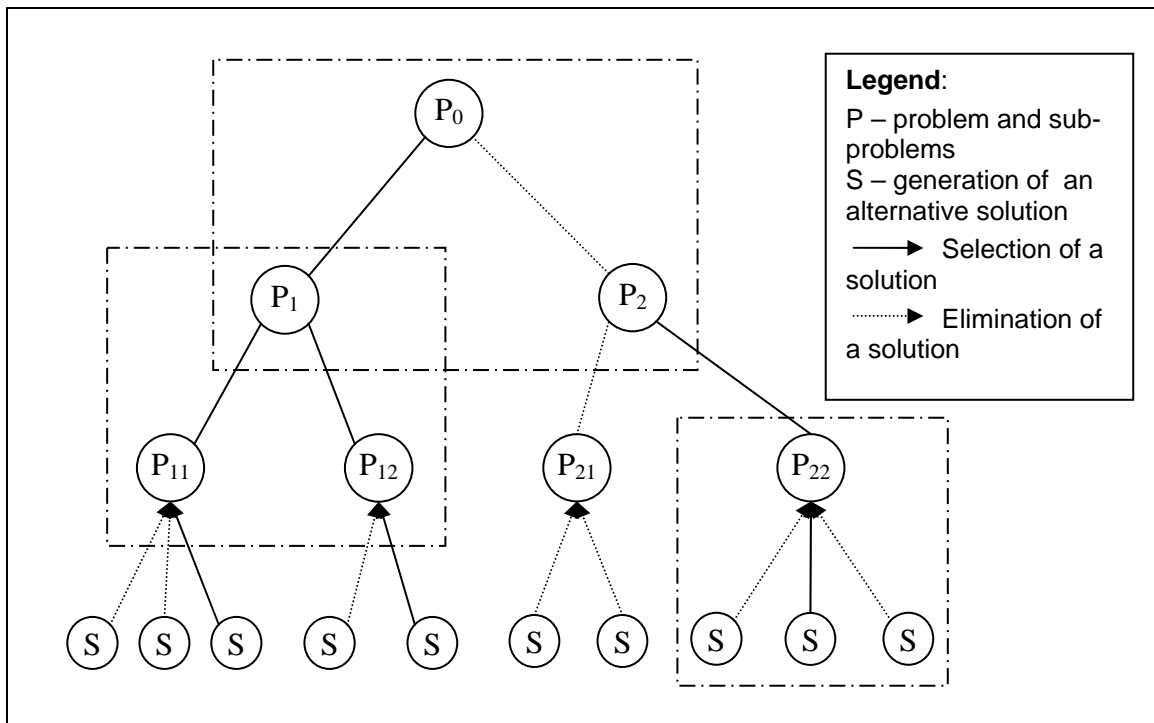 P₀
Legend:
P – problem and sub-
problems
S – generation of an
alternative solution
Selection of a
solution
Elimination of
a solution
P₁ P₂
P₁₁ P₁₂ P₂₁ P₂₂
S S S S S S S S S S